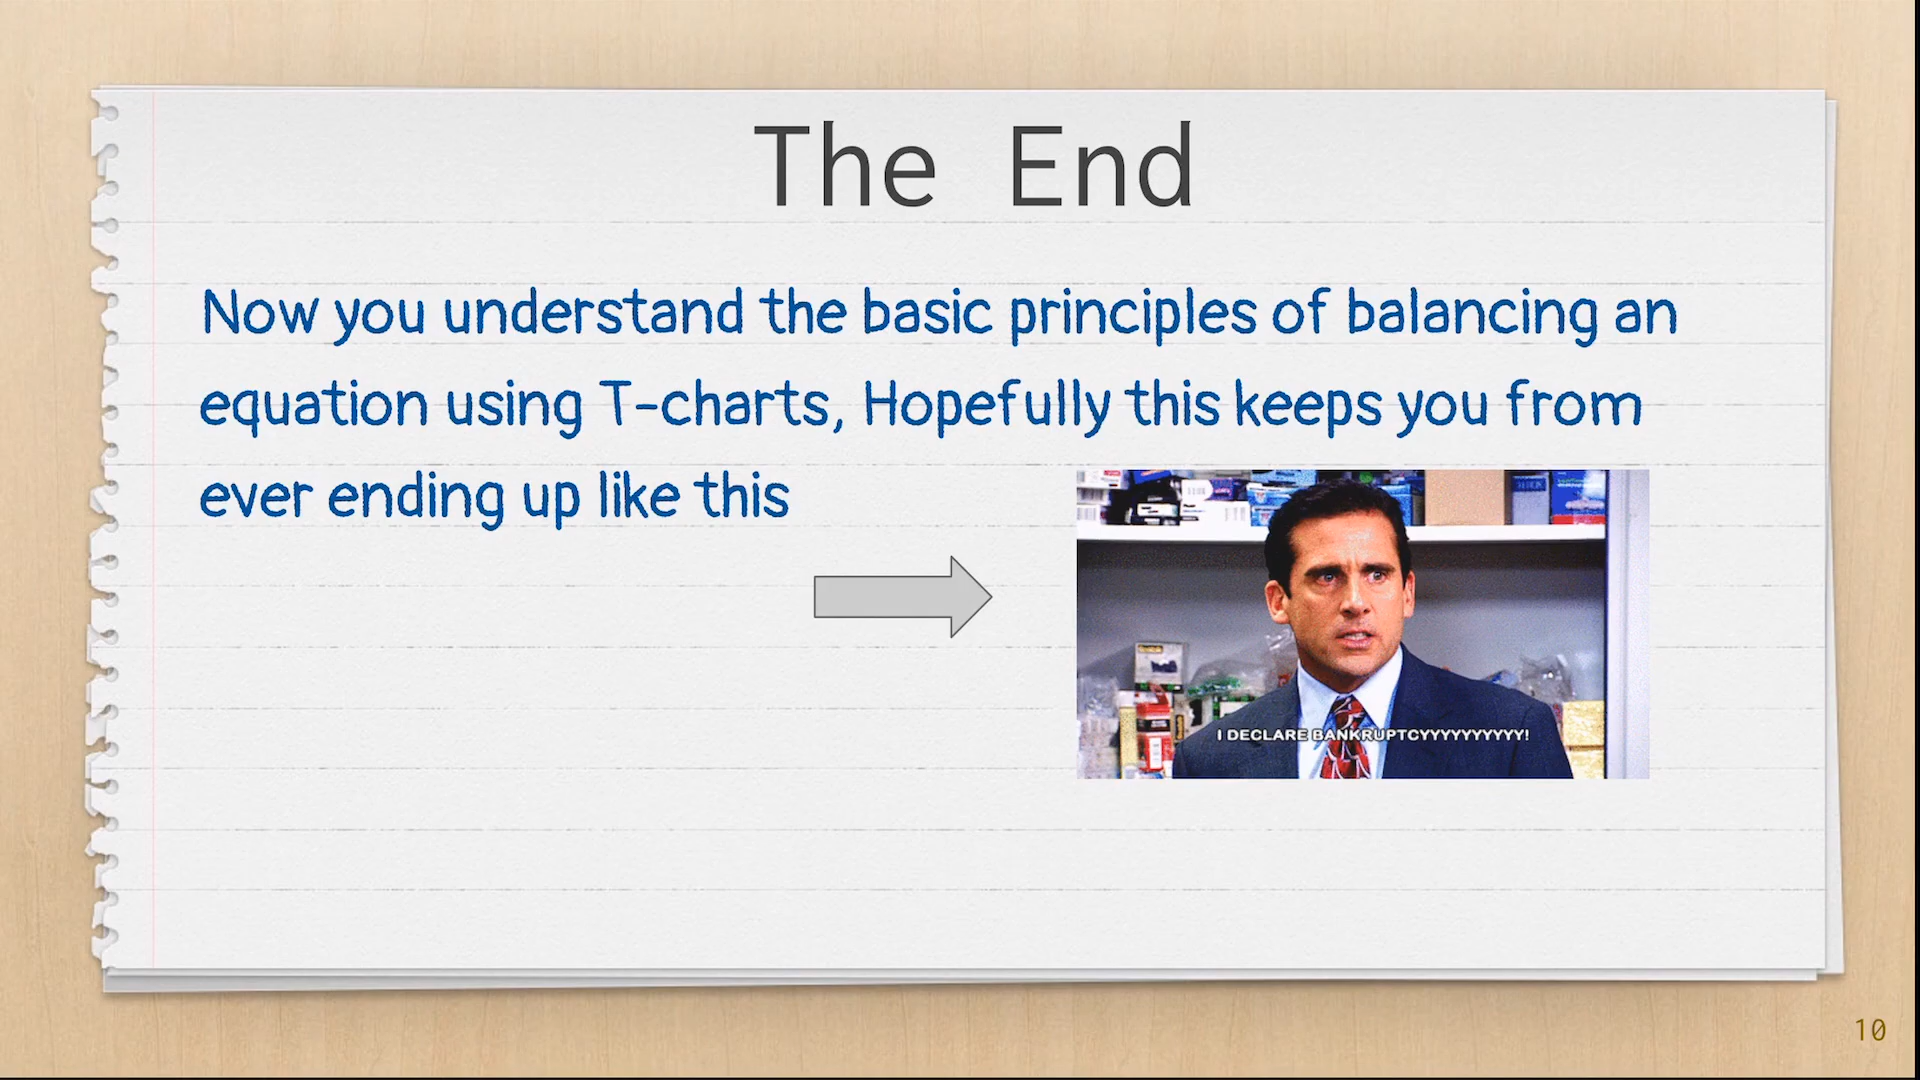 The End
Now you understand the basic principles of balancing an
equation using T-charts, Hopefully this keeps you from
ever ending up like this
I DECLARE BANKRUPTCYYYYYYYYYY!
10